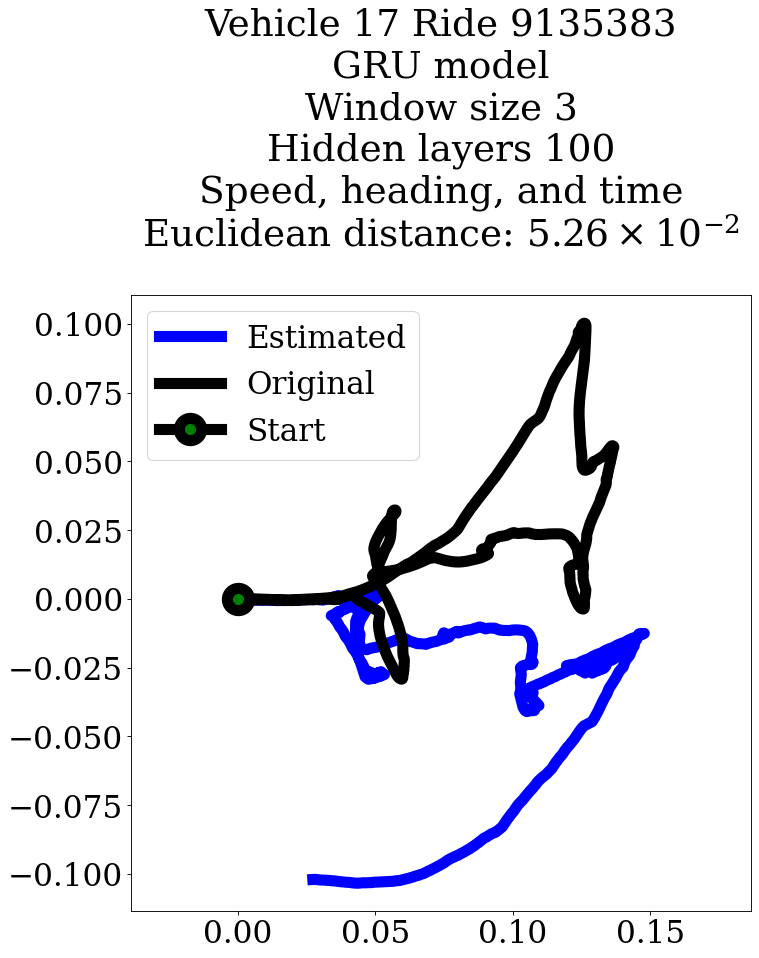 Vehicle 17 Ride 9135383
GRU model
Window size 3
Hidden layers 100
Speed, heading, and time
Euclidean distance: 5.26 × 10⁻²
Estimated
Original
Start
0.100
0.075
0.050
0.025
0.000
−0.025
−0.050
−0.075
−0.100
0.00 0.05 0.10 0.15